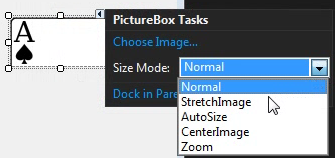 A
PictureBox Tasks
Choose Image...
Size Mode: Normal
Normal
StretchImage
Dock in Pare
AutoSize
CenterImage
Zoom